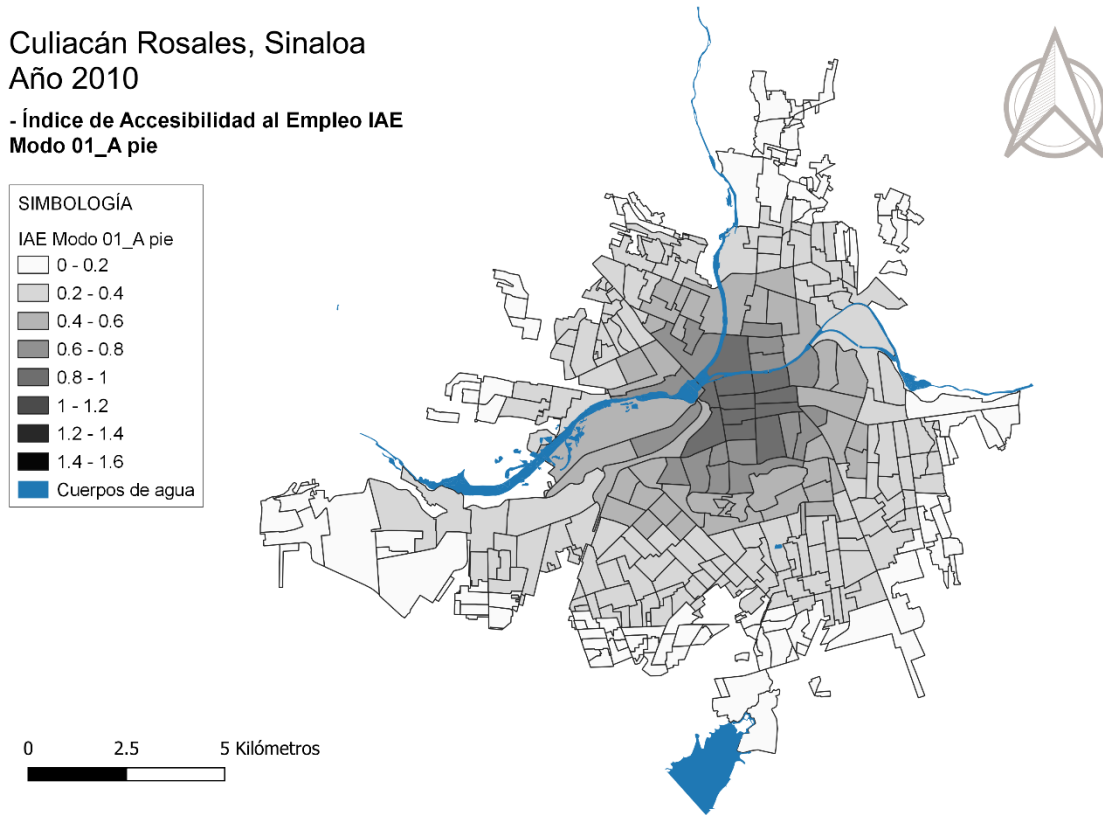 Culiacán Rosales, Sinaloa
Año 2010
- Índice de Accesibilidad al Empleo IAE
Modo 01_A pie
SIMBOLOGÍA
IAE Modo 01_A pie
0 - 0.2
0.2 - 0.4
0.4 - 0.6
0.6 - 0.8
0.8 - 1
1 - 1.2
1.2 - 1.4
1.4 - 1.6
Cuerpos de agua
0 2.5 5 Kilómetros